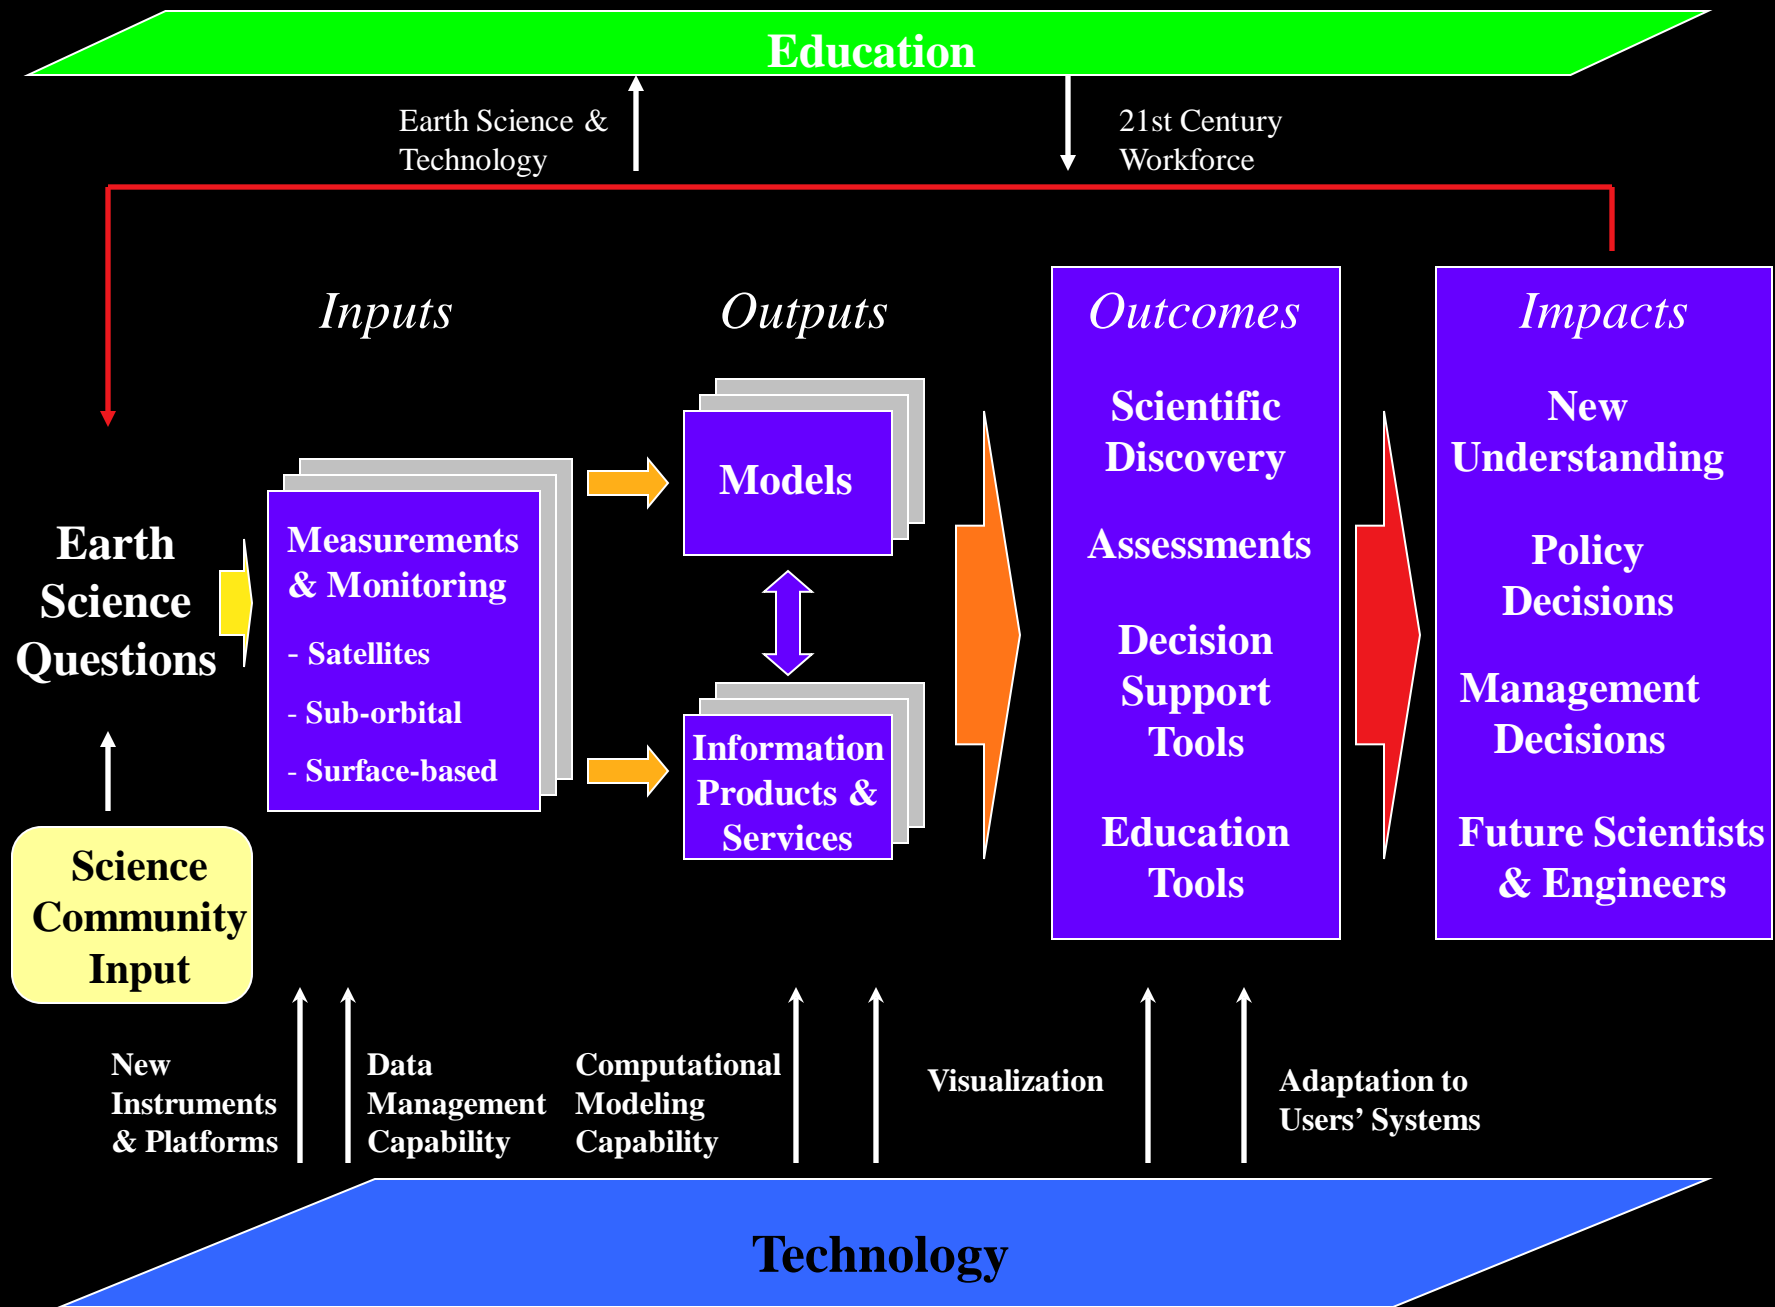 Education
Earth Science &
Technology
21st Century
Workforce
Inputs
Outputs
Outcomes
Impacts
Earth
Science
Questions
Science
Community
Input
Measurements
& Monitoring
- Satellites
- Sub-orbital
- Surface-based
Models
Information
Products &
Services
Scientific
Discovery
Assessments
Decision
Support
Tools
Education
Tools
New
Understanding
Policy
Decisions
Management
Decisions
Future Scientists
& Engineers
New
Instruments
& Platforms
Data
Management
Capability
Computational
Modeling
Capability
Visualization
Adaptation to
Users’ Systems
Technology